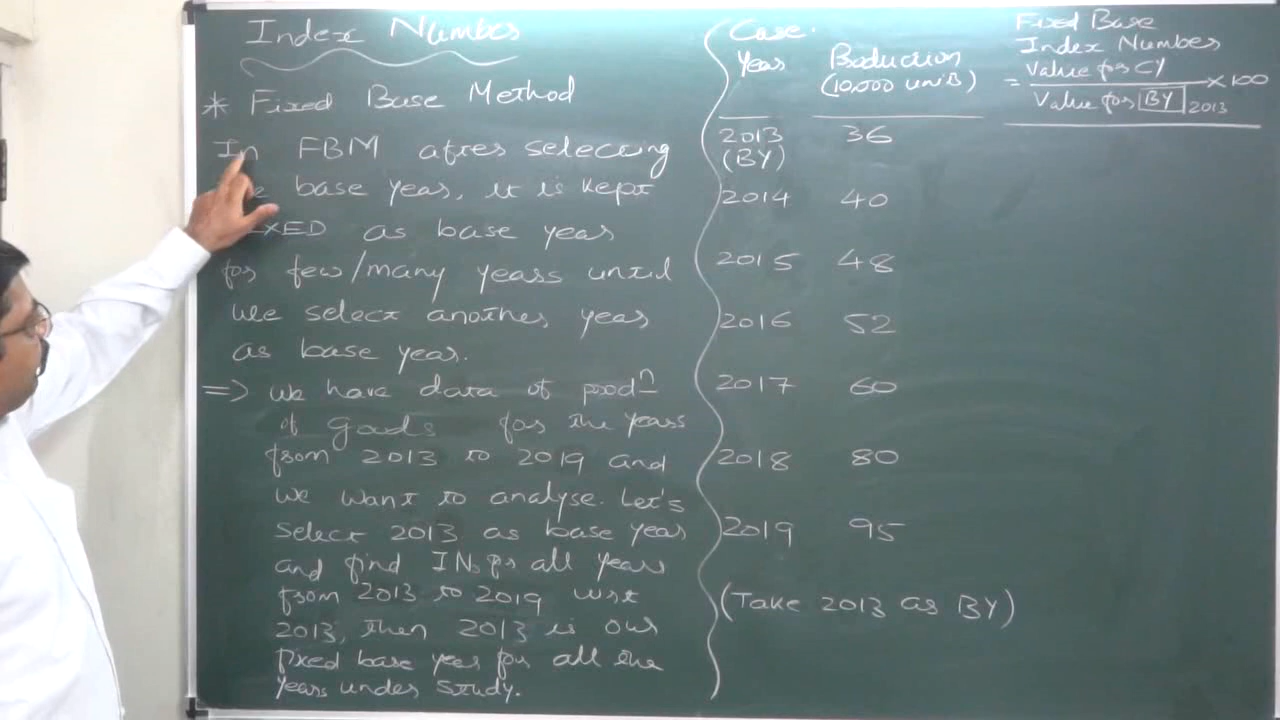 Index Number
* Fixed Base Method
In FBM after selecting
base year, it is kept
XED as base year
for few/many years until
we select another year
as base year.
=> We have data of prodn
of goods for the years
from 2013 to 2019 and
we want to analyse. Let's
select 2013 as base year
and find INs for all years
from 2013 to 2019 wrt
2013, then 2013 is our
fixed base year for all the
years under study.
Case.
Year Production
(10,000 units)
Fixed Base
Index Number
= Value for CY × 100
Value for BY 2013
2013 36
(BY)
2014 40
2015 48
2016 52
2017 60
2018 80
2019 95
(Take 2013 as BY)